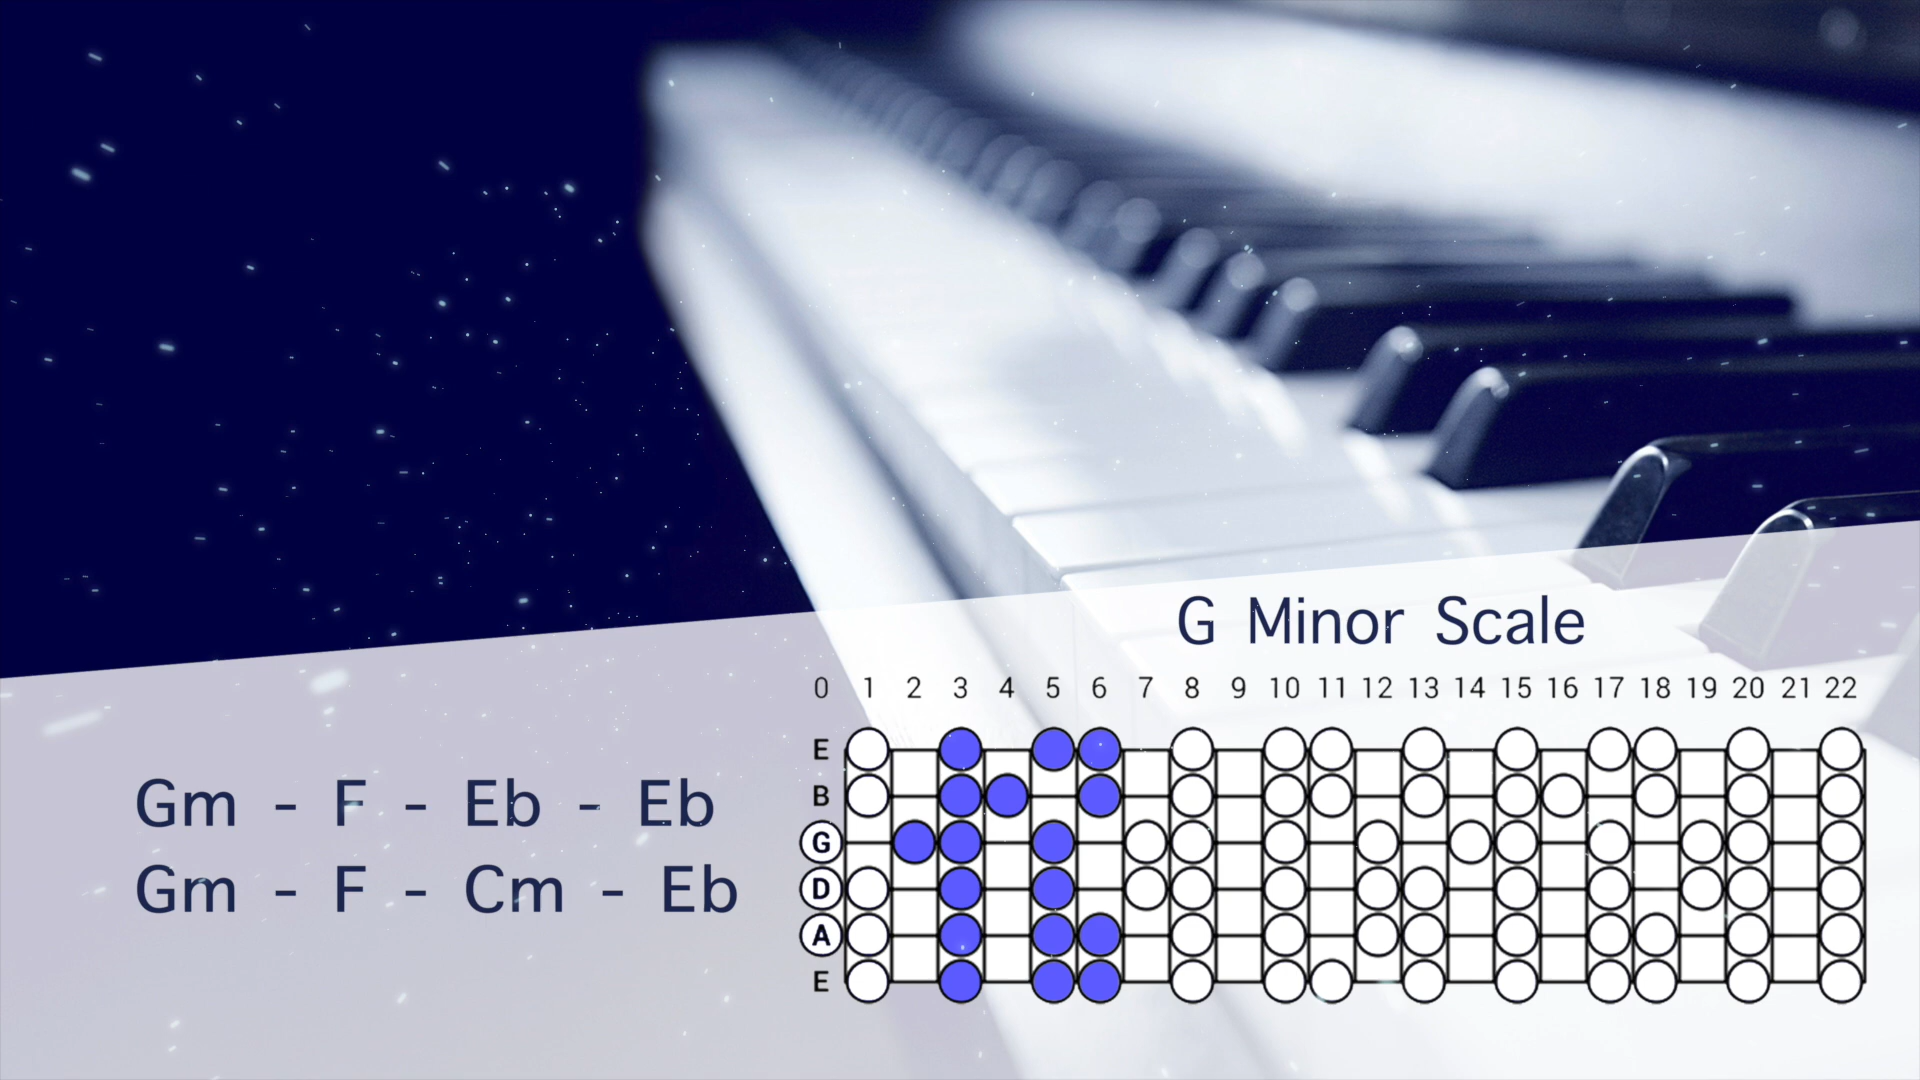 G Minor Scale
0 1 2 3 4 5 6 7 8 9 10 11 12 13 14 15 16 17 18 19 20 21 22
E
B
G
D
A
E
Gm - F - Eb - Eb
Gm - F - Cm - Eb